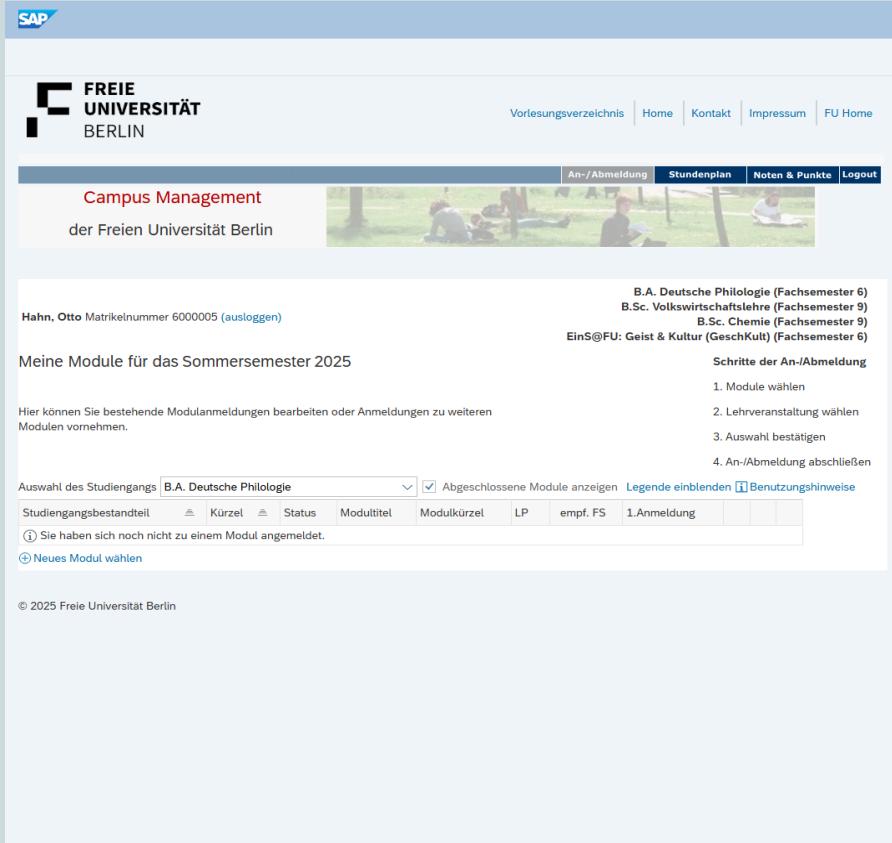 SAP
FREIE
UNIVERSITÄT
BERLIN
Vorlesungsverzeichnis Home Kontakt Impressum FU Home
An-/Abmeldung Stundenplan Noten & Punkte Logout
Campus Management
der Freien Universität Berlin
B.A. Deutsche Philologie (Fachsemester 6)
B.Sc. Volkswirtschaftslehre (Fachsemester 9)
B.Sc. Chemie (Fachsemester 9)
EinS@FU: Geist & Kultur (GeschKult) (Fachsemester 6)
Hahn, Otto Matrikelnummer 6000005 (ausloggen)
Meine Module für das Sommersemester 2025
Schritte der An-/Abmeldung
1. Module wählen
Hier können Sie bestehende Modulanmeldungen bearbeiten oder Anmeldungen zu weiteren
Modulen vornehmen.
2. Lehrveranstaltung wählen
3. Auswahl bestätigen
4. An-/Abmeldung abschließen
Auswahl des Studiengangs B.A. Deutsche Philologie Abgeschlossene Module anzeigen Legende einblenden Benutzungshinweise
Studiengangsbestandteil Kürzel Status Modultitel Modulkürzel LP empf. FS 1.Anmeldung
Sie haben sich noch nicht zu einem Modul angemeldet.
Neues Modul wählen
© 2025 Freie Universität Berlin